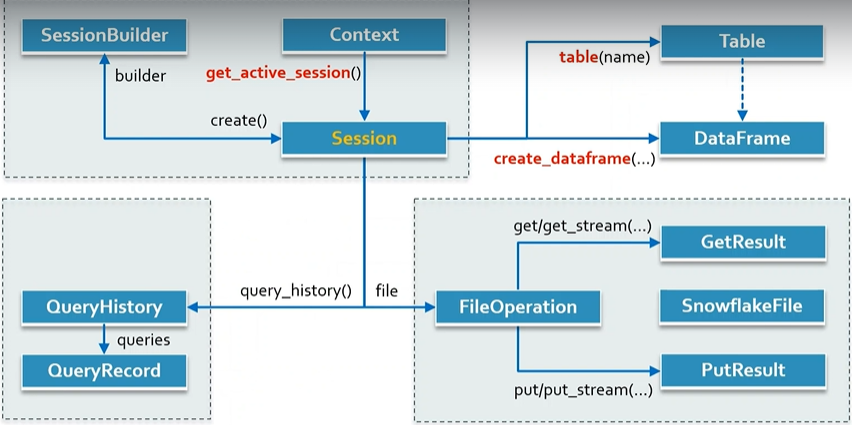 SessionBuilder
Context
Table
builder
get_active_session()
table(name)
create()
Session
DataFrame
create_dataframe(...)
get/get_stream(...)
GetResult
query_history()
file
QueryHistory
FileOperation
SnowflakeFile
queries
QueryRecord
PutResult
put/put_stream(...)